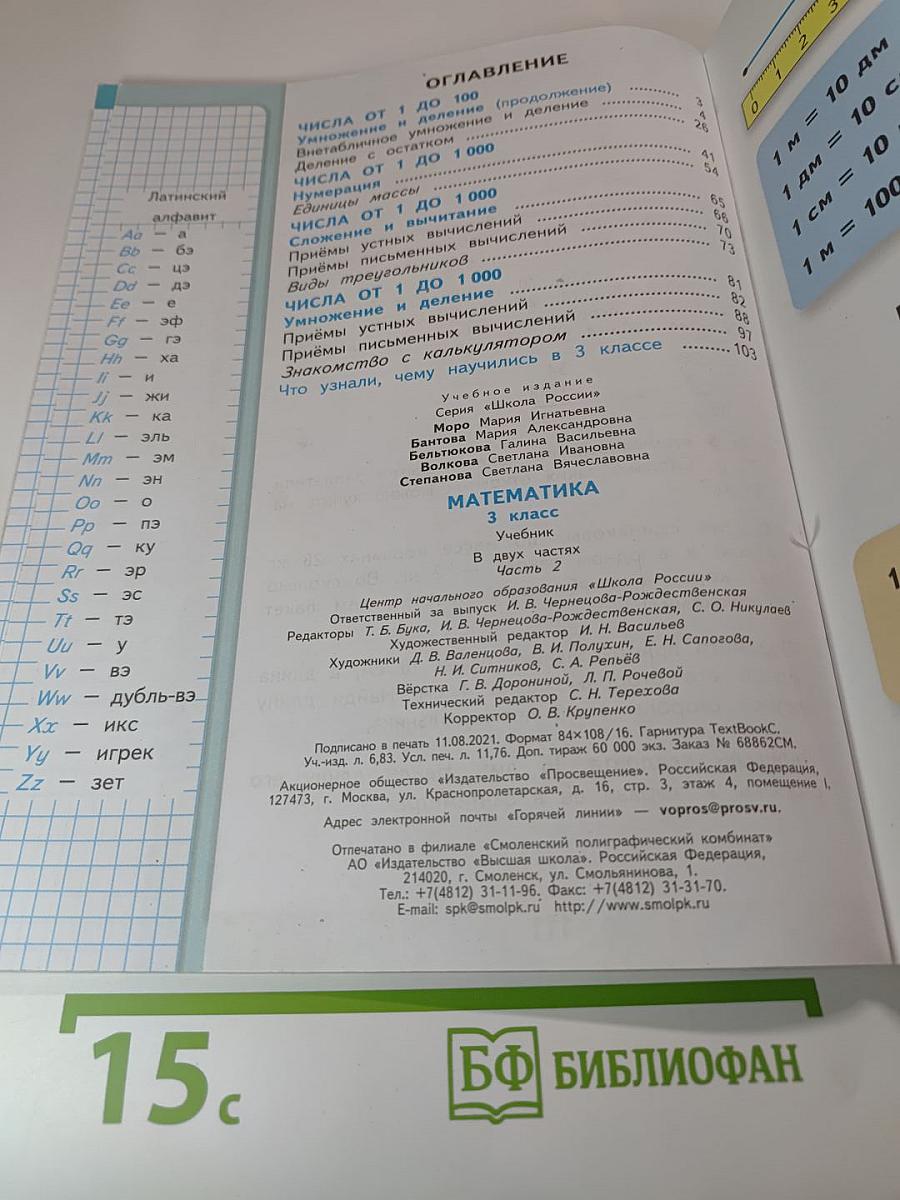 Латинский
алфавит
Aa — а
Bb — бэ
Cc — цэ
Dd — дэ
Ee — е
Ff — эф
Gg — гэ
Hh — ха
Ii — и
Jj — жи
Kk — ка
Ll — эль
Mm — эм
Nn — эн
Oo — о
Pp — пэ
Qq — ку
Rr — эр
Ss — эс
Tt — тэ
Uu — у
Vv — вэ
Ww — дубль-вэ
Xx — икс
Yy — игрек
Zz — зет
ОГЛАВЛЕНИЕ
ЧИСЛА ОТ 1 ДО 100
Умножение и деление (продолжение) ........ 3
Внетабличное умножение и деление ........ 4
Деление с остатком ........ 26
ЧИСЛА ОТ 1 ДО 1 000
Нумерация ........ 41
Единицы массы ........ 54
ЧИСЛА ОТ 1 ДО 1 000
Сложение и вычитание ........ 65
Приёмы устных вычислений ........ 66
Приёмы письменных вычислений ........ 70
Виды треугольников ........ 73
ЧИСЛА ОТ 1 ДО 1 000
Умножение и деление ........ 81
Приёмы устных вычислений ........ 82
Приёмы письменных вычислений ........ 88
Знакомство с калькулятором ........ 97
Что узнали, чему научились в 3 классе ........ 103
Учебное издание
Серия «Школа России»
Моро Мария Игнатьевна
Бантова Мария Александровна
Бельтюкова Галина Васильевна
Волкова Светлана Ивановна
Степанова Светлана Вячеславовна
МАТЕМАТИКА
3 класс
Учебник
В двух частях
Часть 2
Центр начального образования «Школа России»
Ответственный за выпуск И. В. Чернецова-Рождественская
Редакторы Т. Б. Бука, И. В. Чернецова-Рождественская, С. О. Никулаев
Художественный редактор И. Н. Васильев
Художники Д. В. Валенцова, В. И. Полухин, Е. Н. Сапогова,
Н. И. Ситников, С. А. Репьёв
Вёрстка Г. В. Дорониной, Л. П. Рочевой
Технический редактор С. Н. Терехова
Корректор О. В. Крупенко
Подписано в печать 11.08.2021. Формат 84×108/16. Гарнитура TextBookC.
Уч.-изд. л. 6,83. Усл. печ. л. 11,76. Доп. тираж 60 000 экз. Заказ № 68862СМ.
Акционерное общество «Издательство «Просвещение». Российская Федерация,
127473, г. Москва, ул. Краснопролетарская, д. 16, стр. 3, этаж 4, помещение I.
Адрес электронной почты «Горячей линии» — vopros@prosv.ru.
Отпечатано в филиале «Смоленский полиграфический комбинат»
АО «Издательство «Высшая школа». Российская Федерация,
214020, г. Смоленск, ул. Смольянинова, 1.
Тел.: +7(4812) 31-11-96. Факс: +7(4812) 31-31-70.
E-mail: spk@smolpk.ru http://www.smolpk.ru
0 1 2 3
1 м = 10 дм
1 дм = 10 с
1 см = 10
1 м = 100
1
15 с
БФ БИБЛИОФАН